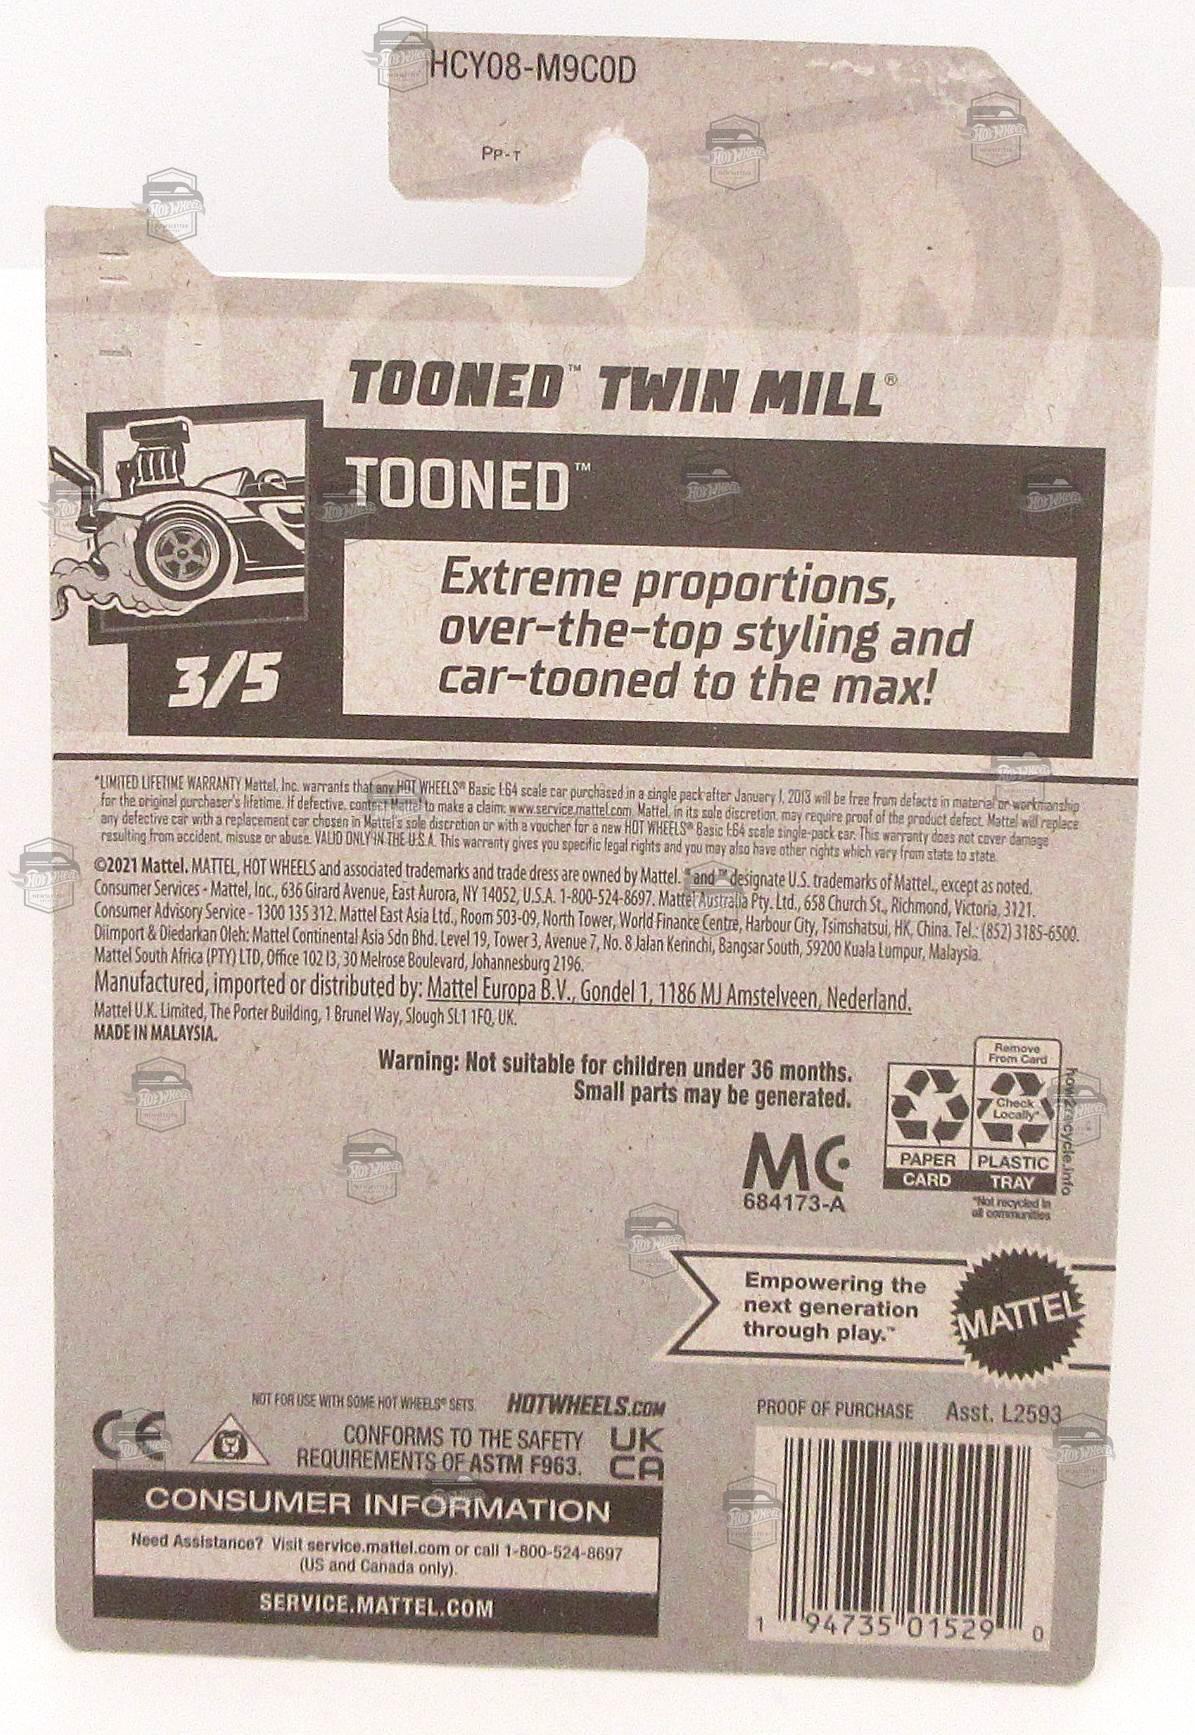 HCY08-M9C0D
PP-T
TOONED™ TWIN MILL®
TOONED™
Extreme proportions,
over-the-top styling and
car-tooned to the max!
3/5
*LIMITED LIFETIME WARRANTY Mattel, Inc. warrants that any HOT WHEELS® Basic 1:64 scale car purchased in a single pack after January 1, 2013 will be free from defects in material or workmanship
for the original purchaser's lifetime. If defective, contact Mattel to make a claim: www.service.mattel.com. Mattel, in its sole discretion, may require proof of the product defect. Mattel will replace
any defective car with a replacement car chosen in Mattel's sole discretion or with a voucher for a new HOT WHEELS® Basic 1:64 scale single-pack car. This warranty does not cover damage
resulting from accident, misuse or abuse. VALID ONLY IN THE U.S.A. This warranty gives you specific legal rights and you may also have other rights which vary from state to state.
©2021 Mattel. MATTEL, HOT WHEELS and associated trademarks and trade dress are owned by Mattel. ® and ™ designate U.S. trademarks of Mattel., except as noted.
Consumer Services - Mattel, Inc., 636 Girard Avenue, East Aurora, NY 14052, U.S.A. 1-800-524-8697. Mattel Australia Pty. Ltd., 658 Church St., Richmond, Victoria, 3121.
Consumer Advisory Service - 1300 135 312. Mattel East Asia Ltd., Room 503-09, North Tower, World Finance Centre, Harbour City, Tsimshatsui, HK, China. Tel.: (852) 3185-6500.
Diimport & Diedarkan Oleh: Mattel Continental Asia Sdn Bhd. Level 19, Tower 3, Avenue 7, No. 8 Jalan Kerinchi, Bangsar South, 59200 Kuala Lumpur, Malaysia.
Mattel South Africa (PTY) LTD, Office 102 I3, 30 Melrose Boulevard, Johannesburg 2196.
Manufactured, imported or distributed by: Mattel Europa B.V., Gondel 1, 1186 MJ Amstelveen, Nederland.
Mattel U.K. Limited, The Porter Building, 1 Brunel Way, Slough SL1 1FQ, UK.
MADE IN MALAYSIA.
Warning: Not suitable for children under 36 months.
Small parts may be generated.
MC
684173-A
Remove
From Card
Check
Locally*
PAPER PLASTIC
CARD TRAY
*Not recycled in
all communities
how2recycle.info
Empowering the
next generation
through play.™
MATTEL
NOT FOR USE WITH SOME HOT WHEELS® SETS.
HOTWHEELS.COM
CE
CONFORMS TO THE SAFETY
REQUIREMENTS OF ASTM F963.
UK
CA
CONSUMER INFORMATION
Need Assistance? Visit service.mattel.com or call 1-800-524-8697
(US and Canada only).
SERVICE.MATTEL.COM
PROOF OF PURCHASE Asst. L2593
1 94735 01529 0